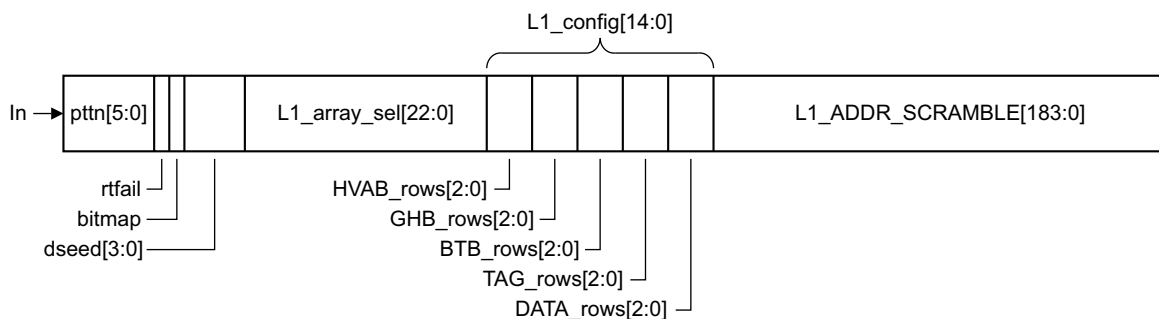 L1_config[14:0]
In
pttn[5:0]
L1_array_sel[22:0]
L1_ADDR_SCRAMBLE[183:0]
rtfail
HVAB_rows[2:0]
bitmap
GHB_rows[2:0]
dseed[3:0]
BTB_rows[2:0]
TAG_rows[2:0]
DATA_rows[2:0]